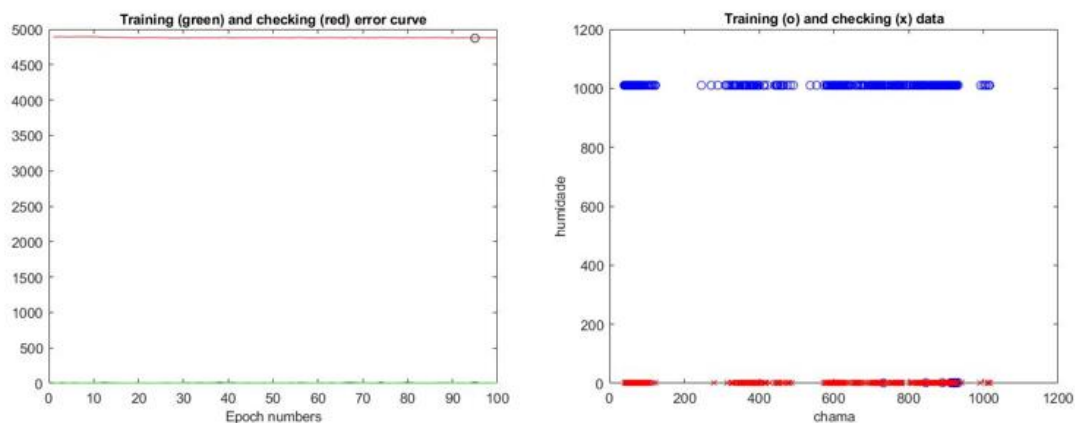 Training (green) and checking (red) error curve
5000
4500
4000
3500
3000
2500
2000
1500
1000
500
0
0 10 20 30 40 50 60 70 80 90 100
Epoch numbers
Training (o) and checking (x) data
1200
1000
800
600
400
200
0
humidade
0 200 400 600 800 1000 1200
chama